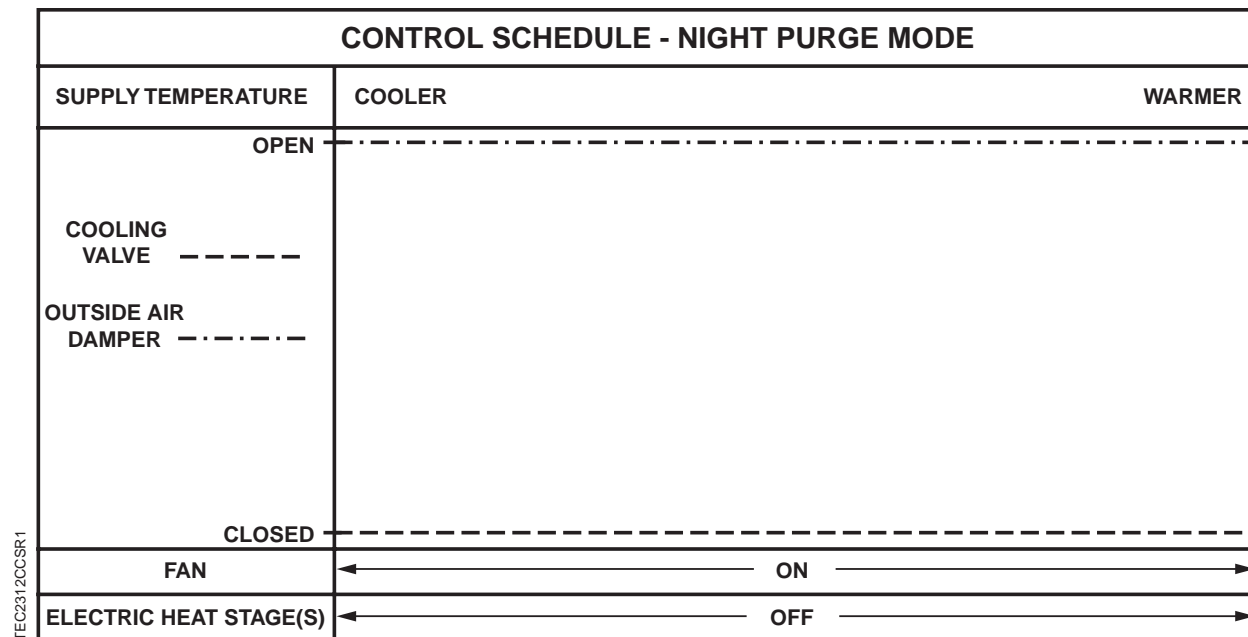 CONTROL SCHEDULE - NIGHT PURGE MODE
SUPPLY TEMPERATURE COOLER WARMER
OPEN
COOLING
VALVE
OUTSIDE AIR
DAMPER
CLOSED
FAN ON
ELECTRIC HEAT STAGE(S) OFF
TEC2312CCSR1